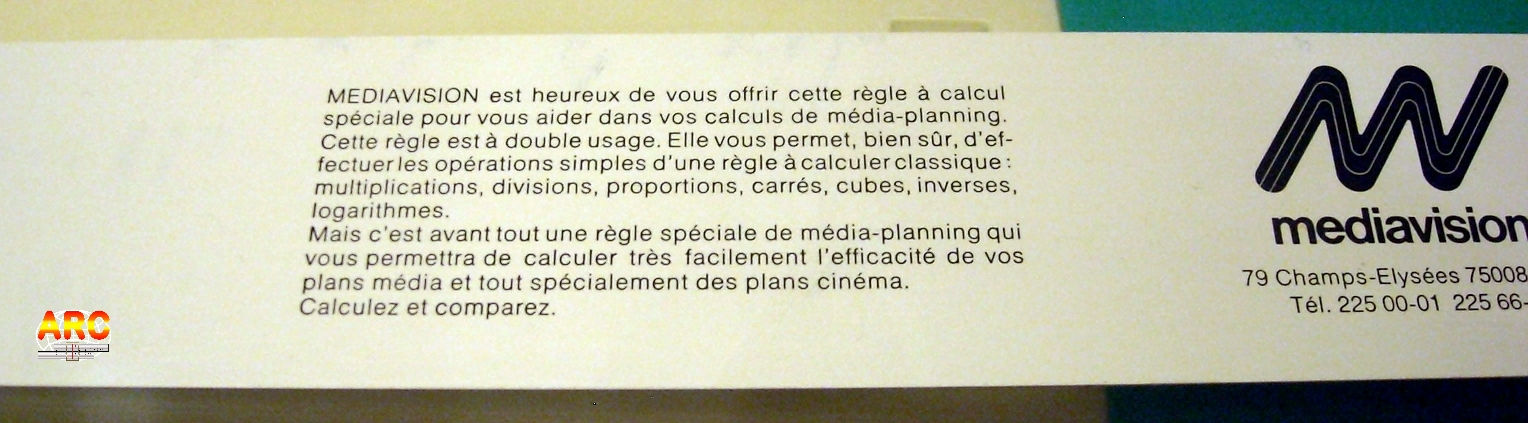 MEDIAVISION est heureux de vous offrir cette règle à calcul
spéciale pour vous aider dans vos calculs de média-planning.
Cette règle est à double usage. Elle vous permet, bien sûr, d'ef-
fectuer les opérations simples d'une règle à calculer classique :
multiplications, divisions, proportions, carrés, cubes, inverses,
logarithmes.
Mais c'est avant tout une règle spéciale de média-planning qui
vous permettra de calculer très facilement l'efficacité de vos
plans média et tout spécialement des plans cinéma.
Calculez et comparez.
mediavision
79 Champs-Elysées 75008
Tél. 225 00-01 225 66-
ARC